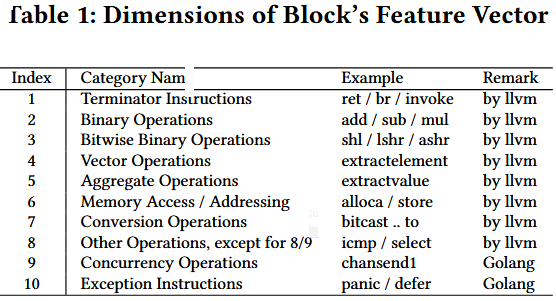 Table 1: Dimensions of Block's Feature Vector
Index Category Nam Example Remark
1 Terminator Instructions ret / br / invoke by llvm
2 Binary Operations add / sub / mul by llvm
3 Bitwise Binary Operations shl / lshr / ashr by llvm
4 Vector Operations extractelement by llvm
5 Aggregate Operations extractvalue by llvm
6 Memory Access / Addressing alloca / store by llvm
7 Conversion Operations bitcast .. to by llvm
8 Other Operations, except for 8/9 icmp / select by llvm
9 Concurrency Operations chansend1 Golang
10 Exception Instructions panic / defer Golang